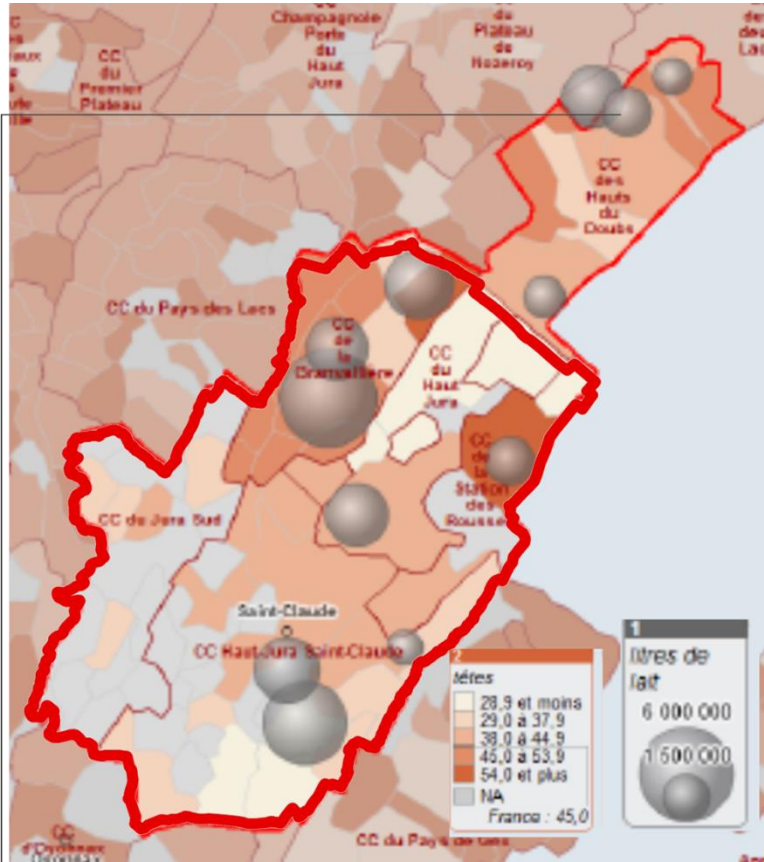 CC
Champagnole
Porte
du
Haut
Jura
du
Plateau
de
Nozeroy
CC
du
Premier
Plateau
CC
des
Hauts
du
Doubs
CC du Pays des Lacs
CC
de
la
Grandvallière
CC
du
Haut
Jura
CC
de
la
Station
des
Rousses
CC du Jura Sud
Saint-Claude
CC Haut-Jura Saint-Claude
2
têtes
28,9 et moins
29,0 à 37,9
38,0 à 44,9
45,0 à 53,9
54,0 et plus
NA
France : 45,0
1
litres de
lait
6 000 000
1 500 000
CC
d'Oyonnax
CC du Pays de Gex